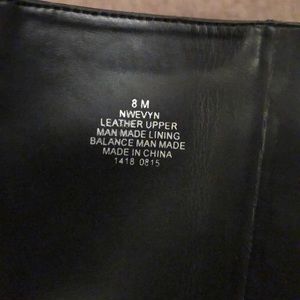 8 M
NWEVYN
LEATHER UPPER
MAN MADE LINING
BALANCE MAN MADE
MADE IN CHINA
1418 0815